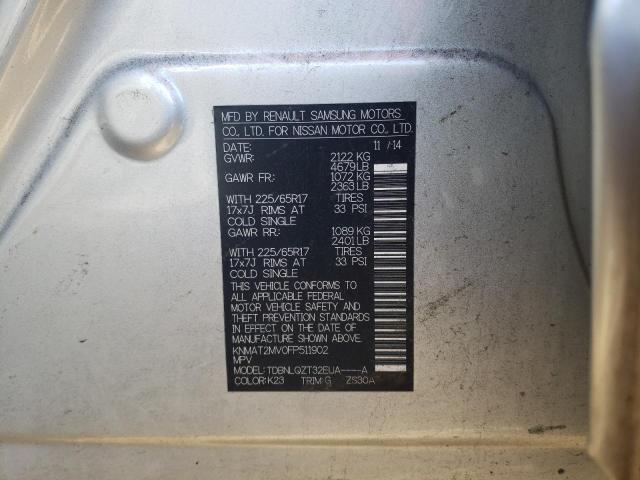 MFD BY RENAULT SAMSUNG MOTORS
CO., LTD. FOR NISSAN MOTOR CO., LTD.
DATE: 11 / 14
GVWR: 2122 KG
4679 LB
GAWR FR: 1072 KG
2363 LB
WITH 225/65R17 TIRES
17x7J RIMS AT 33 PSI
COLD SINGLE
GAWR RR: 1089 KG
2401 LB
WITH 225/65R17 TIRES
17x7J RIMS AT 33 PSI
COLD SINGLE
THIS VEHICLE CONFORMS TO
ALL APPLICABLE FEDERAL
MOTOR VEHICLE SAFETY AND
THEFT PREVENTION STANDARDS
IN EFFECT ON THE DATE OF
MANUFACTURE SHOWN ABOVE.
KNMAT2MV0FP511902
MPV
MODEL: TDBNLQZT32EUA----A
COLOR: K23 TRIM: G ZS30A